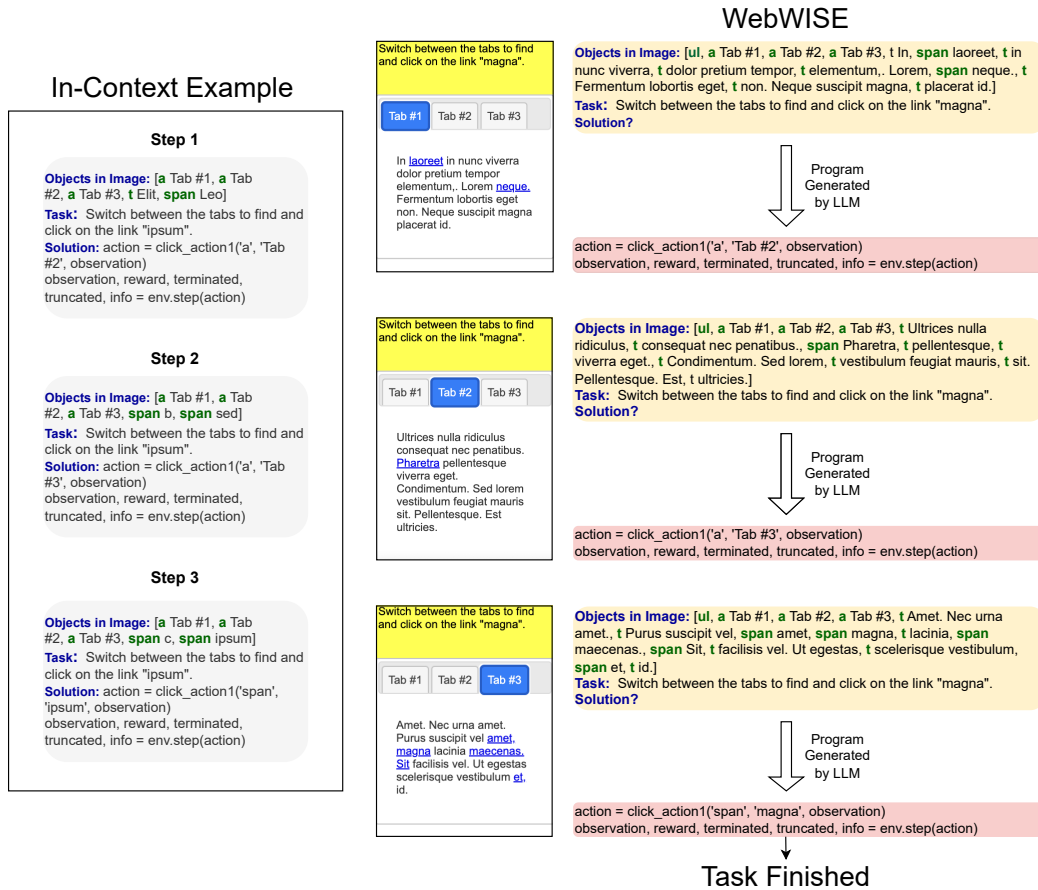 WebWISE
In-Context Example
Step 1
Objects in Image: [a Tab #1, a Tab
#2, a Tab #3, t Elit, span Leo]
Task: Switch between the tabs to find and
click on the link "ipsum".
Solution: action = click_action1('a', 'Tab
#2', observation)
observation, reward, terminated,
truncated, info = env.step(action)
Step 2
Objects in Image: [a Tab #1, a Tab
#2, a Tab #3, span b, span sed]
Task: Switch between the tabs to find and
click on the link "ipsum".
Solution: action = click_action1('a', 'Tab
#3', observation)
observation, reward, terminated,
truncated, info = env.step(action)
Step 3
Objects in Image: [a Tab #1, a Tab
#2, a Tab #3, span c, span ipsum]
Task: Switch between the tabs to find and
click on the link "ipsum".
Solution: action = click_action1('span',
'ipsum', observation)
observation, reward, terminated,
truncated, info = env.step(action)
Switch between the tabs to find
and click on the link "magna".
Tab #1 Tab #2 Tab #3
In laoreet in nunc viverra
dolor pretium tempor
elementum,. Lorem neque.
Fermentum lobortis eget
non. Neque suscipit magna
placerat id.
Objects in Image: [ul, a Tab #1, a Tab #2, a Tab #3, t In, span laoreet, t in
nunc viverra, t dolor pretium tempor, t elementum,. Lorem, span neque., t
Fermentum lobortis eget, t non. Neque suscipit magna, t placerat id.]
Task: Switch between the tabs to find and click on the link "magna".
Solution?
Program
Generated
by LLM
action = click_action1('a', 'Tab #2', observation)
observation, reward, terminated, truncated, info = env.step(action)
Switch between the tabs to find
and click on the link "magna".
Tab #1 Tab #2 Tab #3
Ultrices nulla ridiculus
consequat nec penatibus.
Pharetra pellentesque
viverra eget.
Condimentum. Sed lorem
vestibulum feugiat mauris
sit. Pellentesque. Est
ultricies.
Objects in Image: [ul, a Tab #1, a Tab #2, a Tab #3, t Ultrices nulla
ridiculus, t consequat nec penatibus., span Pharetra, t pellentesque, t
viverra eget., t Condimentum. Sed lorem, t vestibulum feugiat mauris, t sit.
Pellentesque. Est, t ultricies.]
Task: Switch between the tabs to find and click on the link "magna".
Solution?
Program
Generated
by LLM
action = click_action1('a', 'Tab #3', observation)
observation, reward, terminated, truncated, info = env.step(action)
Switch between the tabs to find
and click on the link "magna".
Tab #1 Tab #2 Tab #3
Amet. Nec urna amet.
Purus suscipit vel amet,
magna lacinia maecenas.
Sit facilisis vel. Ut egestas
scelerisque vestibulum et,
id.
Objects in Image: [ul, a Tab #1, a Tab #2, a Tab #3, t Amet. Nec urna
amet., t Purus suscipit vel, span amet, span magna, t lacinia, span
maecenas., span Sit, t facilisis vel. Ut egestas, t scelerisque vestibulum,
span et, t id.]
Task: Switch between the tabs to find and click on the link "magna".
Solution?
Program
Generated
by LLM
action = click_action1('span', 'magna', observation)
observation, reward, terminated, truncated, info = env.step(action)
Task Finished